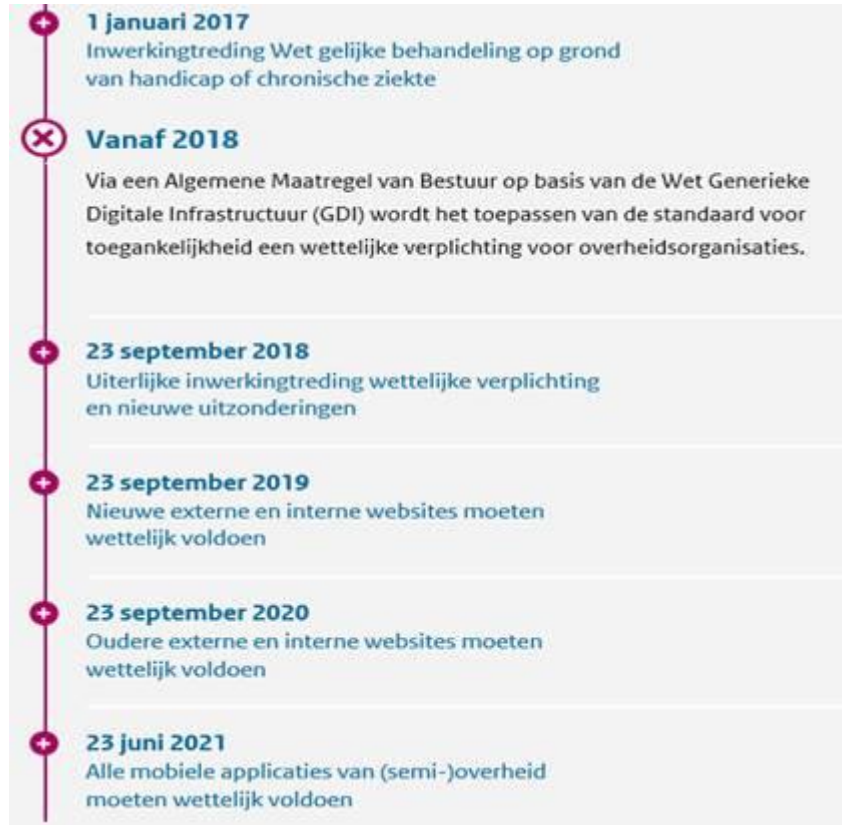 1 januari 2017
Inwerkingtreding Wet gelijke behandeling op grond
van handicap of chronische ziekte
Vanaf 2018
Via een Algemene Maatregel van Bestuur op basis van de Wet Generieke
Digitale Infrastructuur (GDI) wordt het toepassen van de standaard voor
toegankelijkheid een wettelijke verplichting voor overheidsorganisaties.
23 september 2018
Uiterlijke inwerkingtreding wettelijke verplichting
en nieuwe uitzonderingen
23 september 2019
Nieuwe externe en interne websites moeten
wettelijk voldoen
23 september 2020
Oudere externe en interne websites moeten
wettelijk voldoen
23 juni 2021
Alle mobiele applicaties van (semi-)overheid
moeten wettelijk voldoen